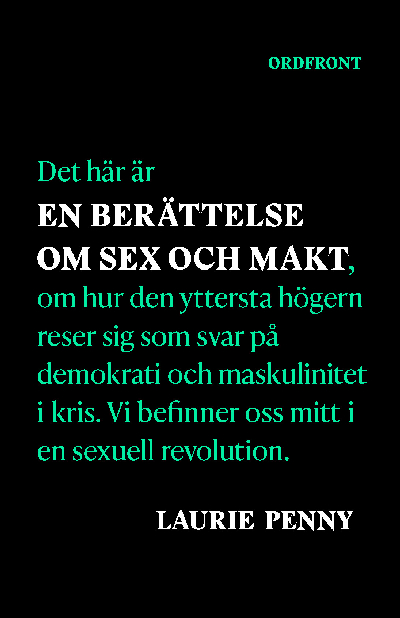 ORDFRONT
Det här är
EN BERÄTTELSE
OM SEX OCH MAKT,
om hur den yttersta högern
reser sig som svar på
demokrati och maskulinitet
i kris. Vi befinner oss mitt i
en sexuell revolution.
LAURIE PENNY